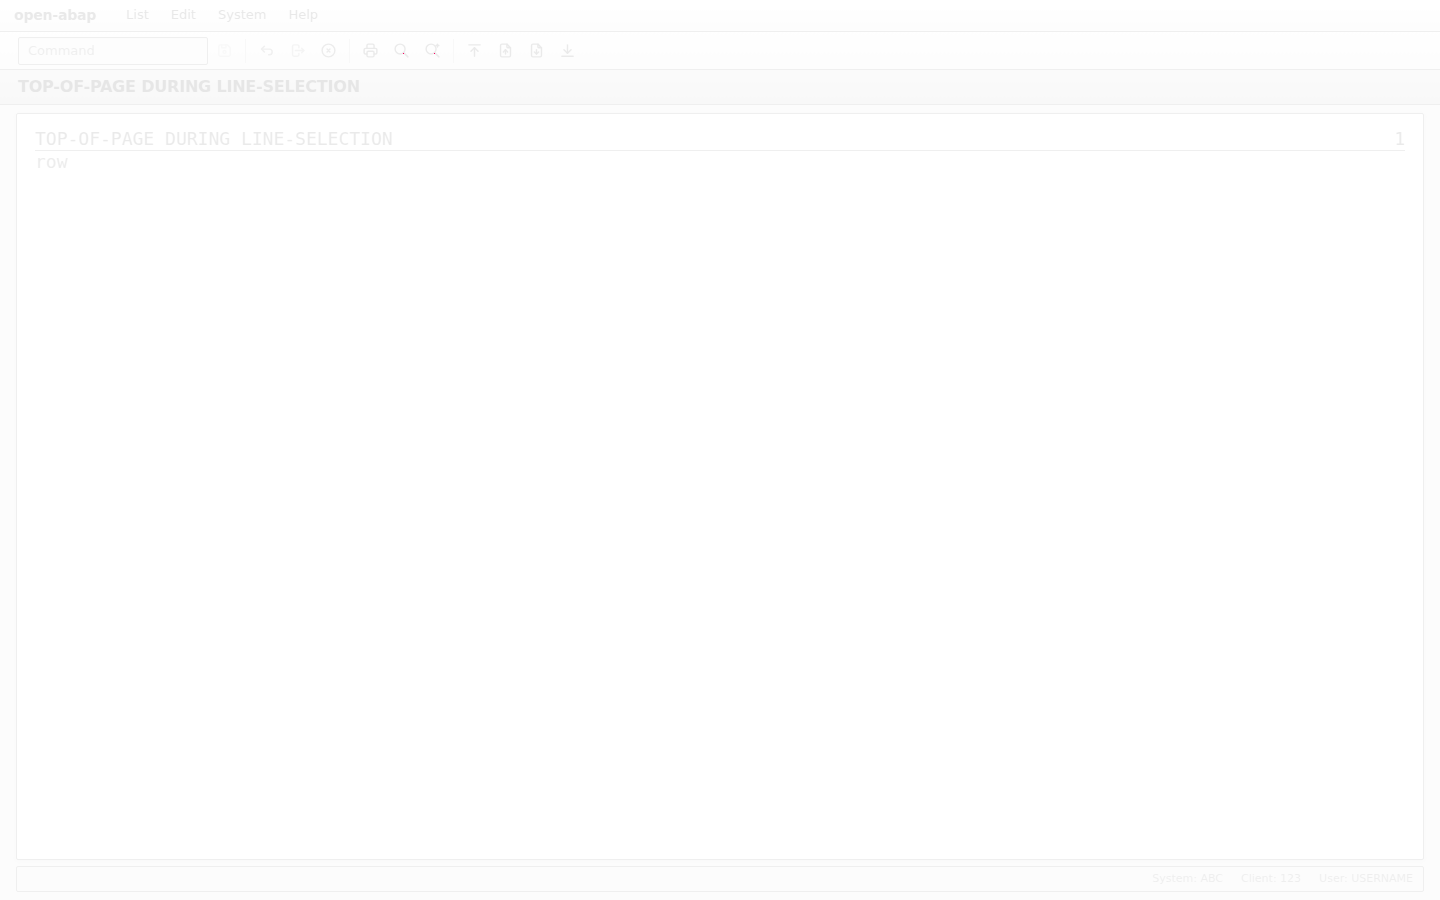 open-abap List Edit System Help
Command
TOP-OF-PAGE DURING LINE-SELECTION
TOP-OF-PAGE DURING LINE-SELECTION 1
row
System: ABC Client: 123 User: USERNAME